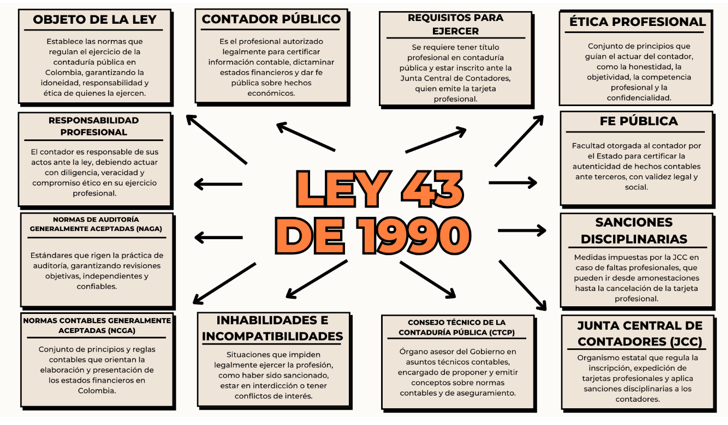 OBJETO DE LA LEY
Establece las normas que
regulan el ejercicio de la
contaduría pública en
Colombia, garantizando la
idoneidad, responsabilidad y
ética de quienes la ejercen.
CONTADOR PÚBLICO
Es el profesional autorizado
legalmente para certificar
información contable, dictaminar
estados financieros y dar fe
pública sobre hechos
económicos.
REQUISITOS PARA
EJERCER
Se requiere tener título
profesional en contaduría
pública y estar inscrito ante la
Junta Central de Contadores,
quien emite la tarjeta
profesional.
ÉTICA PROFESIONAL
Conjunto de principios que
guían el actuar del contador,
como la honestidad, la
objetividad, la competencia
profesional y la
confidencialidad.
RESPONSABILIDAD
PROFESIONAL
El contador es responsable de sus
actos ante la ley, debiendo actuar
con diligencia, veracidad y
compromiso ético en su ejercicio
profesional.
FE PÚBLICA
Facultad otorgada al contador por
el Estado para certificar la
autenticidad de hechos contables
ante terceros, con validez legal y
social.
LEY 43
DE 1990
NORMAS DE AUDITORÍA
GENERALMENTE ACEPTADAS (NAGA)
Estándares que rigen la práctica de
auditoría, garantizando revisiones
objetivas, independientes y
confiables.
SANCIONES
DISCIPLINARIAS
Medidas impuestas por la JCC en
caso de faltas profesionales, que
pueden ir desde amonestaciones
hasta la cancelación de la tarjeta
profesional.
NORMAS CONTABLES GENERALMENTE
ACEPTADAS (NCGA)
Conjunto de principios y reglas
contables que orientan la
elaboración y presentación de
los estados financieros en
Colombia.
INHABILIDADES E
INCOMPATIBILIDADES
Situaciones que impiden
legalmente ejercer la profesión,
como haber sido sancionado,
estar en interdicción o tener
conflictos de interés.
CONSEJO TÉCNICO DE LA
CONTADURÍA PÚBLICA (CTCP)
Órgano asesor del Gobierno en
asuntos técnicos contables,
encargado de proponer y emitir
conceptos sobre normas
contables y de aseguramiento.
JUNTA CENTRAL DE
CONTADORES (JCC)
Organismo estatal que regula la
inscripción, expedición de
tarjetas profesionales y aplica
sanciones disciplinarias a los
contadores.